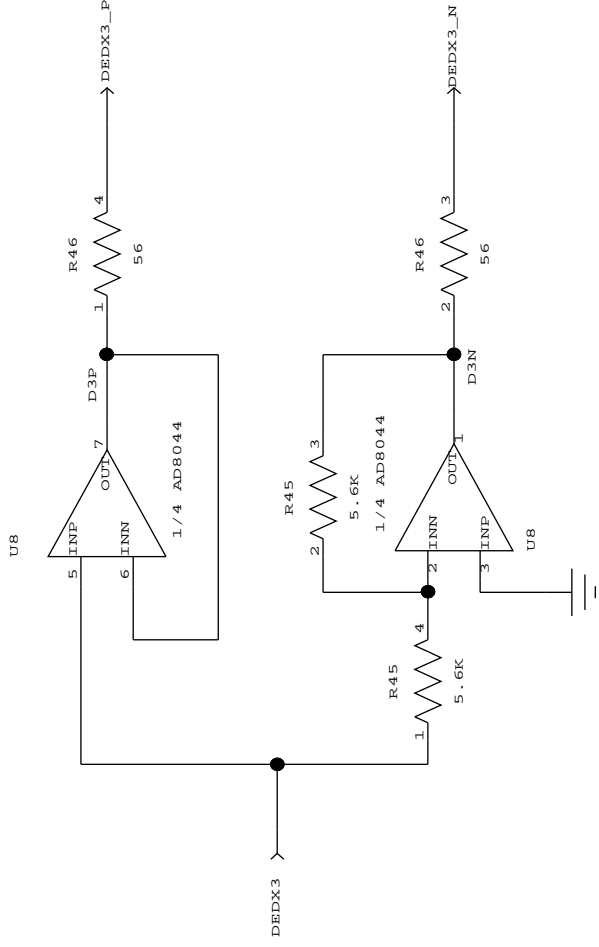 DEDX3_P
DEDX3_N
4
R46
56
1
3
R46
56
2
D3P
D3N
7
OUT
1/4 AD8044
U8
INP
INN
5
6
3
R45
5.6K
2
1/4 AD8044
1
OUT
INN
INP
U8
2
3
4
R45
5.6K
1
DEDX3